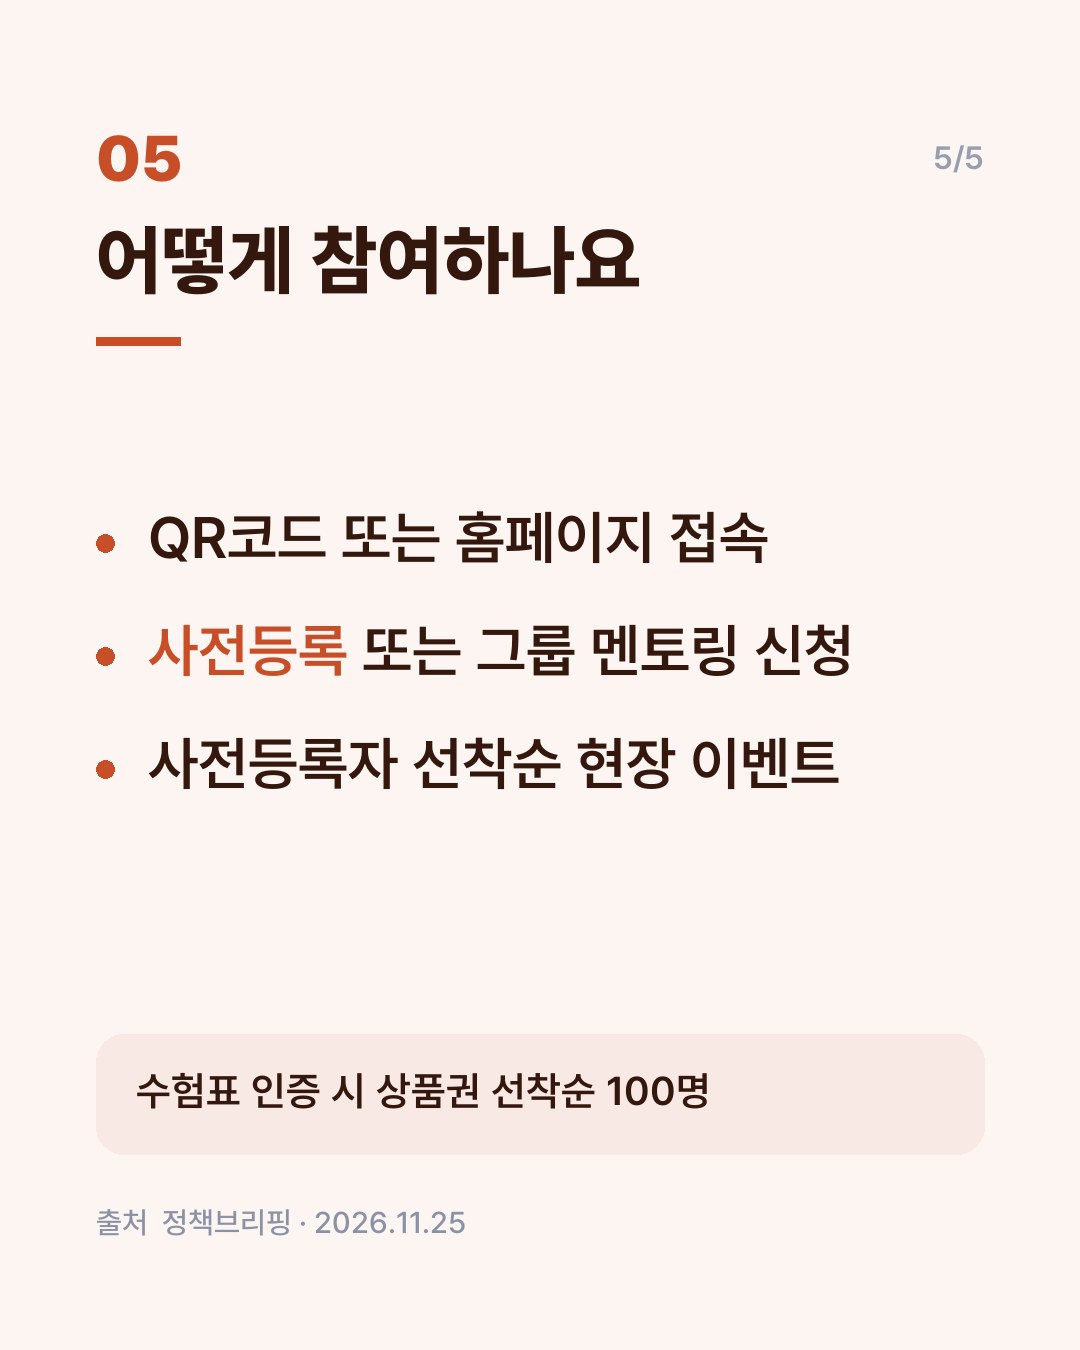 05
5/5
어떻게 참여하나요
QR코드 또는 홈페이지 접속
사전등록 또는 그룹 멘토링 신청
사전등록자 선착순 현장 이벤트
수험표 인증 시 상품권 선착순 100명
출처 정책브리핑 · 2026.11.25